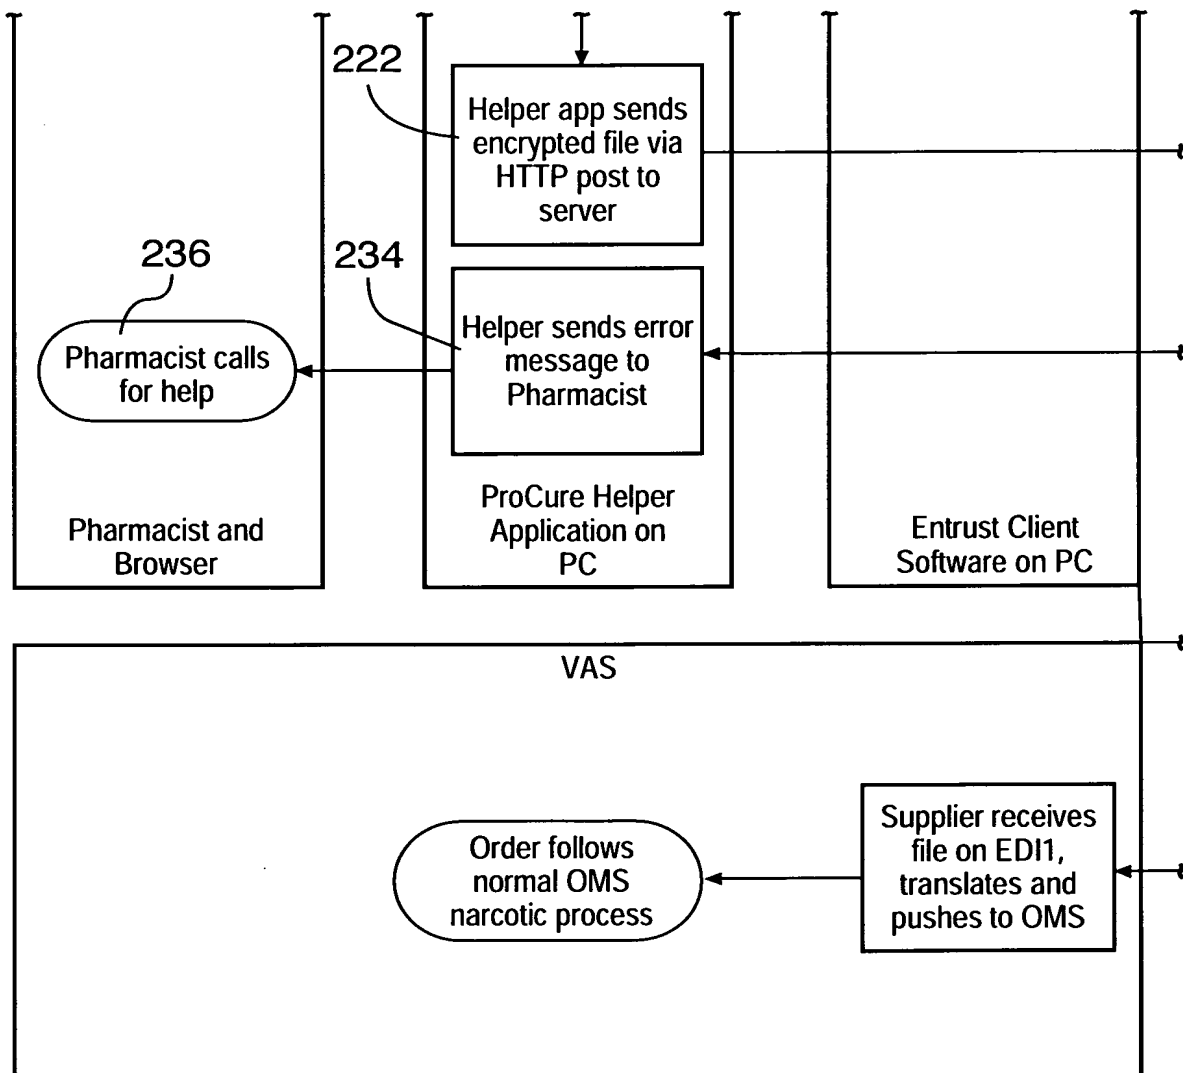 222
Helper app sends
encrypted file via
HTTP post to
server
236
234
Pharmacist calls
for help
Helper sends error
message to
Pharmacist
Pharmacist and
Browser
ProCure Helper
Application on
PC
Entrust Client
Software on PC
VAS
Order follows
normal OMS
narcotic process
Supplier receives
file on EDI1,
translates and
pushes to OMS